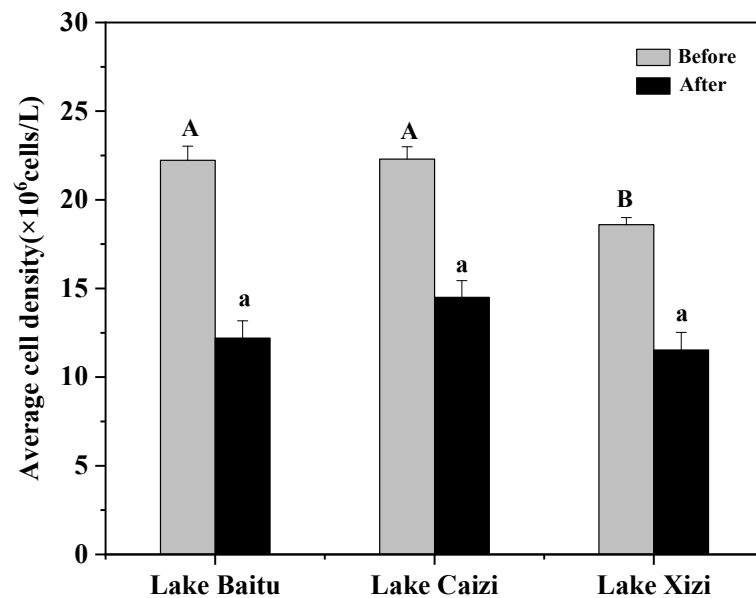 30
25
20
15
10
5
0
Average cell density(×10⁶cells/L)
Before
After
A
a
A
a
B
a
Lake Baitu
Lake Caizi
Lake Xizi